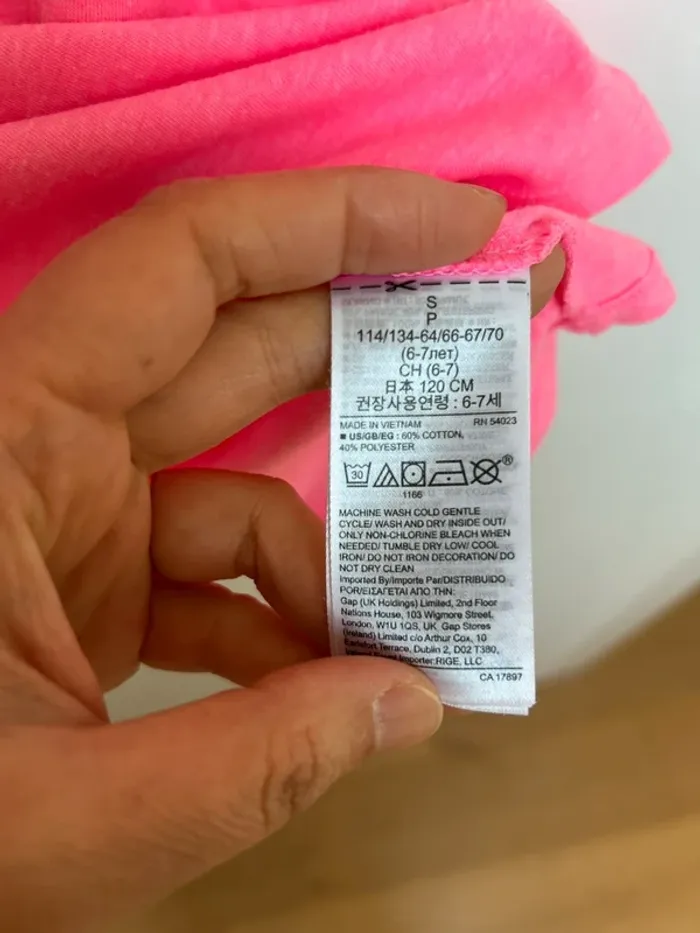 S
P
114/134-64/66-67/70
(6-7лет)
CH (6-7)
日本 120 CM
권장사용연령 : 6-7세
MADE IN VIETNAM RN 54023
■ US/GB/EG : 60% COTTON,
40% POLYESTER
30 ®
1166
MACHINE WASH COLD GENTLE
CYCLE/ WASH AND DRY INSIDE OUT/
ONLY NON-CHLORINE BLEACH WHEN
NEEDED/ TUMBLE DRY LOW/ COOL
IRON/ DO NOT IRON DECORATION/ DO
NOT DRY CLEAN
Imported By/Importe Par/DISTRIBUIDO
POR/ΕΙΣΑΓΕΤΑΙ ΑΠΟ ΤΗΝ:
Gap (UK Holdings) Limited, 2nd Floor
Nations House, 103 Wigmore Street,
London, W1U 1QS, UK Gap Stores
(Ireland) Limited c/o Arthur Cox, 10
Earlsfort Terrace, Dublin 2, D02 T380,
Importer:RIGE, LLC
CA 17897